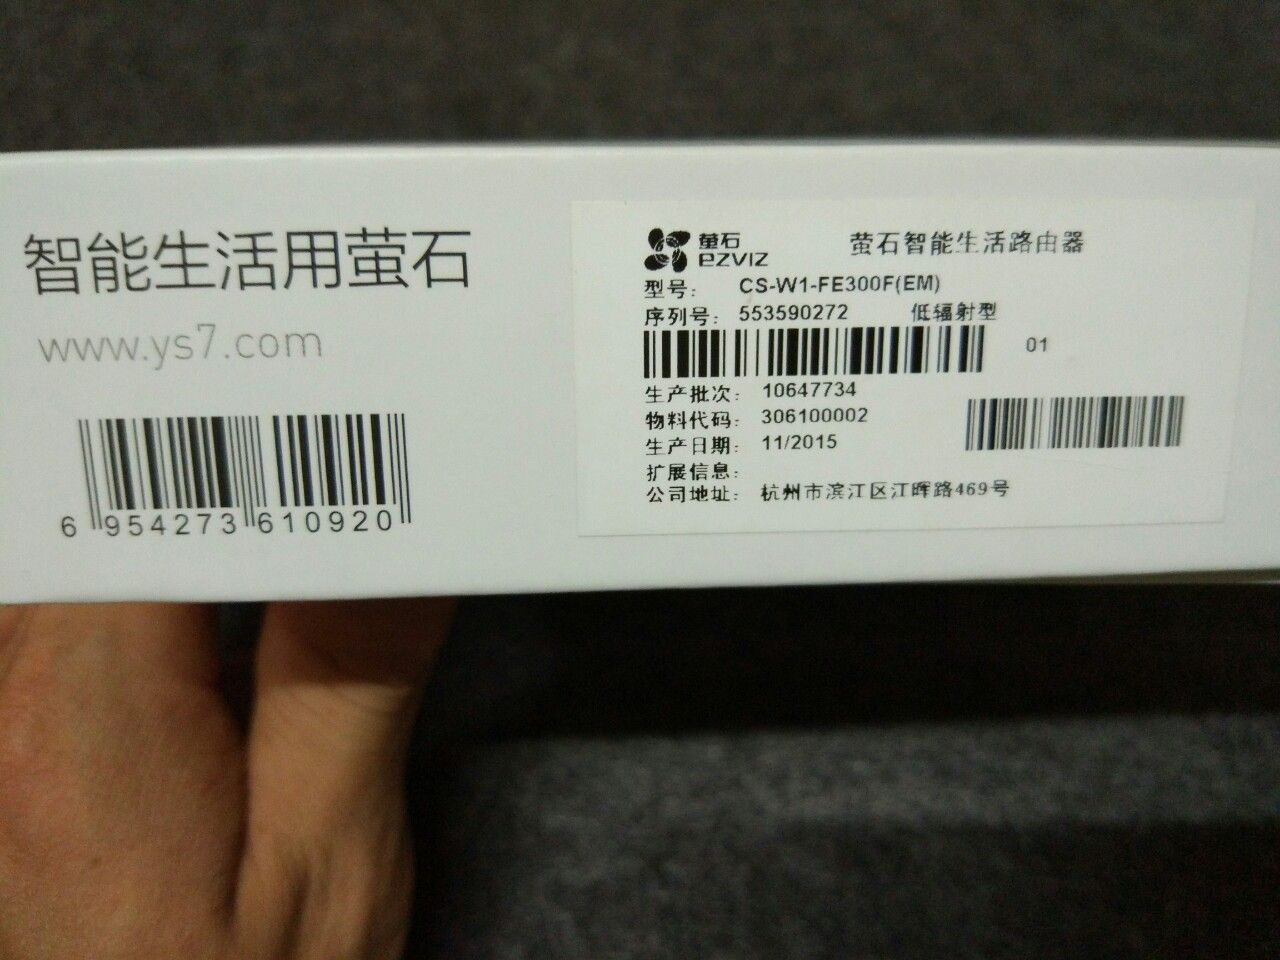 智能生活用萤石
www.ys7.com
6 954273 610920
萤石
ezviz
萤石智能生活路由器
型号: CS-W1-FE300F(EM)
序列号: 553590272 低辐射型
01
生产批次: 10647734
物料代码: 306100002
生产日期: 11/2015
扩展信息:
公司地址: 杭州市滨江区江晖路469号